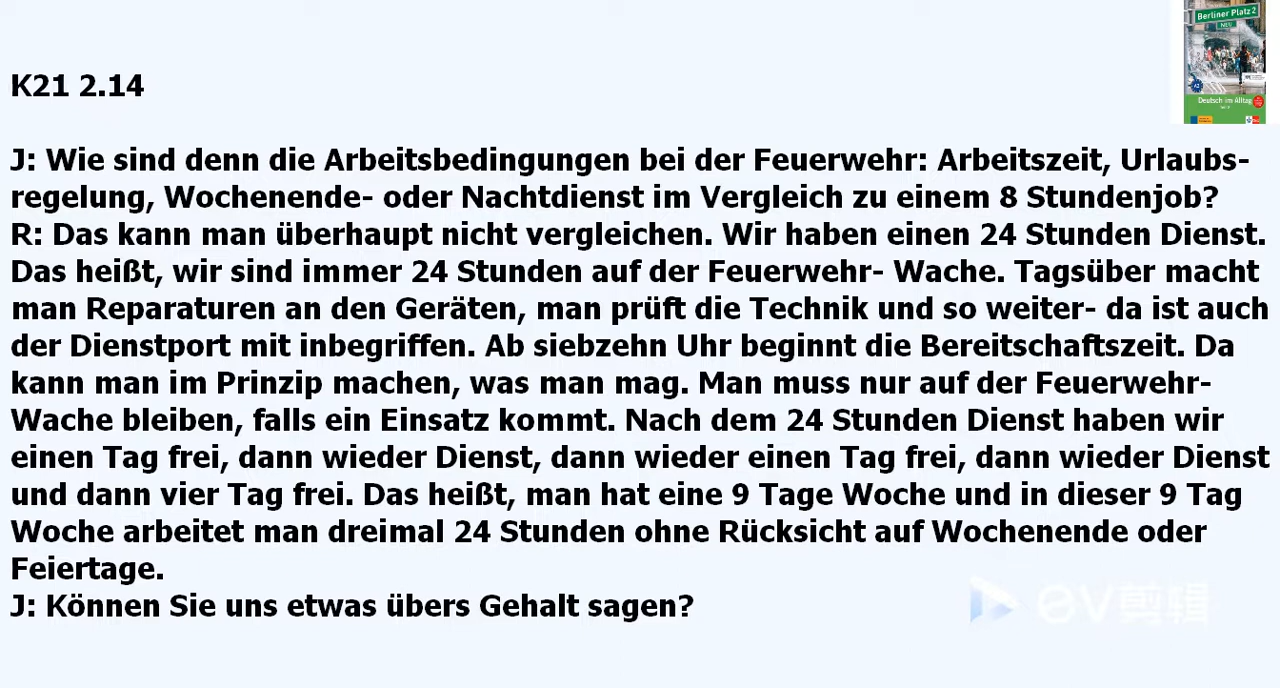 Berliner Platz 2
NEU
A2
Deutsch im Alltag
K21 2.14
J: Wie sind denn die Arbeitsbedingungen bei der Feuerwehr: Arbeitszeit, Urlaubs-
regelung, Wochenende- oder Nachtdienst im Vergleich zu einem 8 Stundenjob?
R: Das kann man überhaupt nicht vergleichen. Wir haben einen 24 Stunden Dienst.
Das heißt, wir sind immer 24 Stunden auf der Feuerwehr- Wache. Tagsüber macht
man Reparaturen an den Geräten, man prüft die Technik und so weiter- da ist auch
der Dienstport mit inbegriffen. Ab siebzehn Uhr beginnt die Bereitschaftszeit. Da
kann man im Prinzip machen, was man mag. Man muss nur auf der Feuerwehr-
Wache bleiben, falls ein Einsatz kommt. Nach dem 24 Stunden Dienst haben wir
einen Tag frei, dann wieder Dienst, dann wieder einen Tag frei, dann wieder Dienst
und dann vier Tag frei. Das heißt, man hat eine 9 Tage Woche und in dieser 9 Tag
Woche arbeitet man dreimal 24 Stunden ohne Rücksicht auf Wochenende oder
Feiertage.
J: Können Sie uns etwas übers Gehalt sagen?
ev剪辑